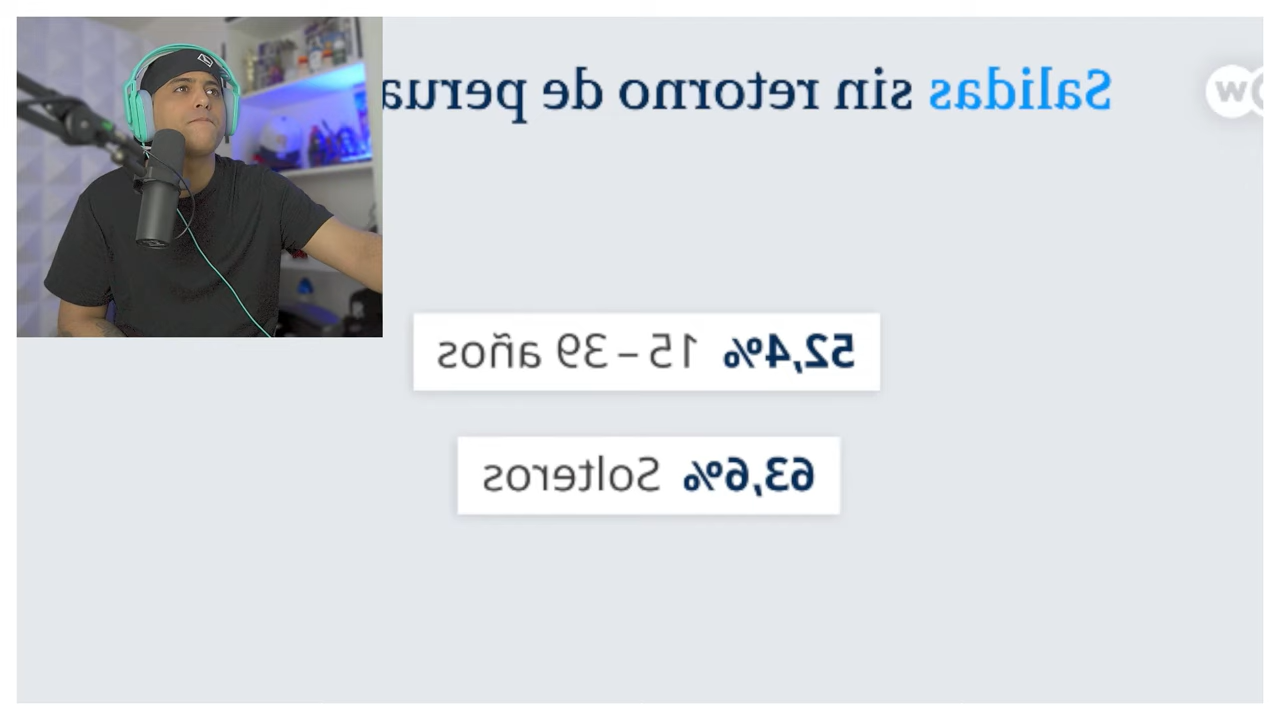 Salidas sin retorno de perua
W
52,4% 15 – 39 años
63,6% Solteros